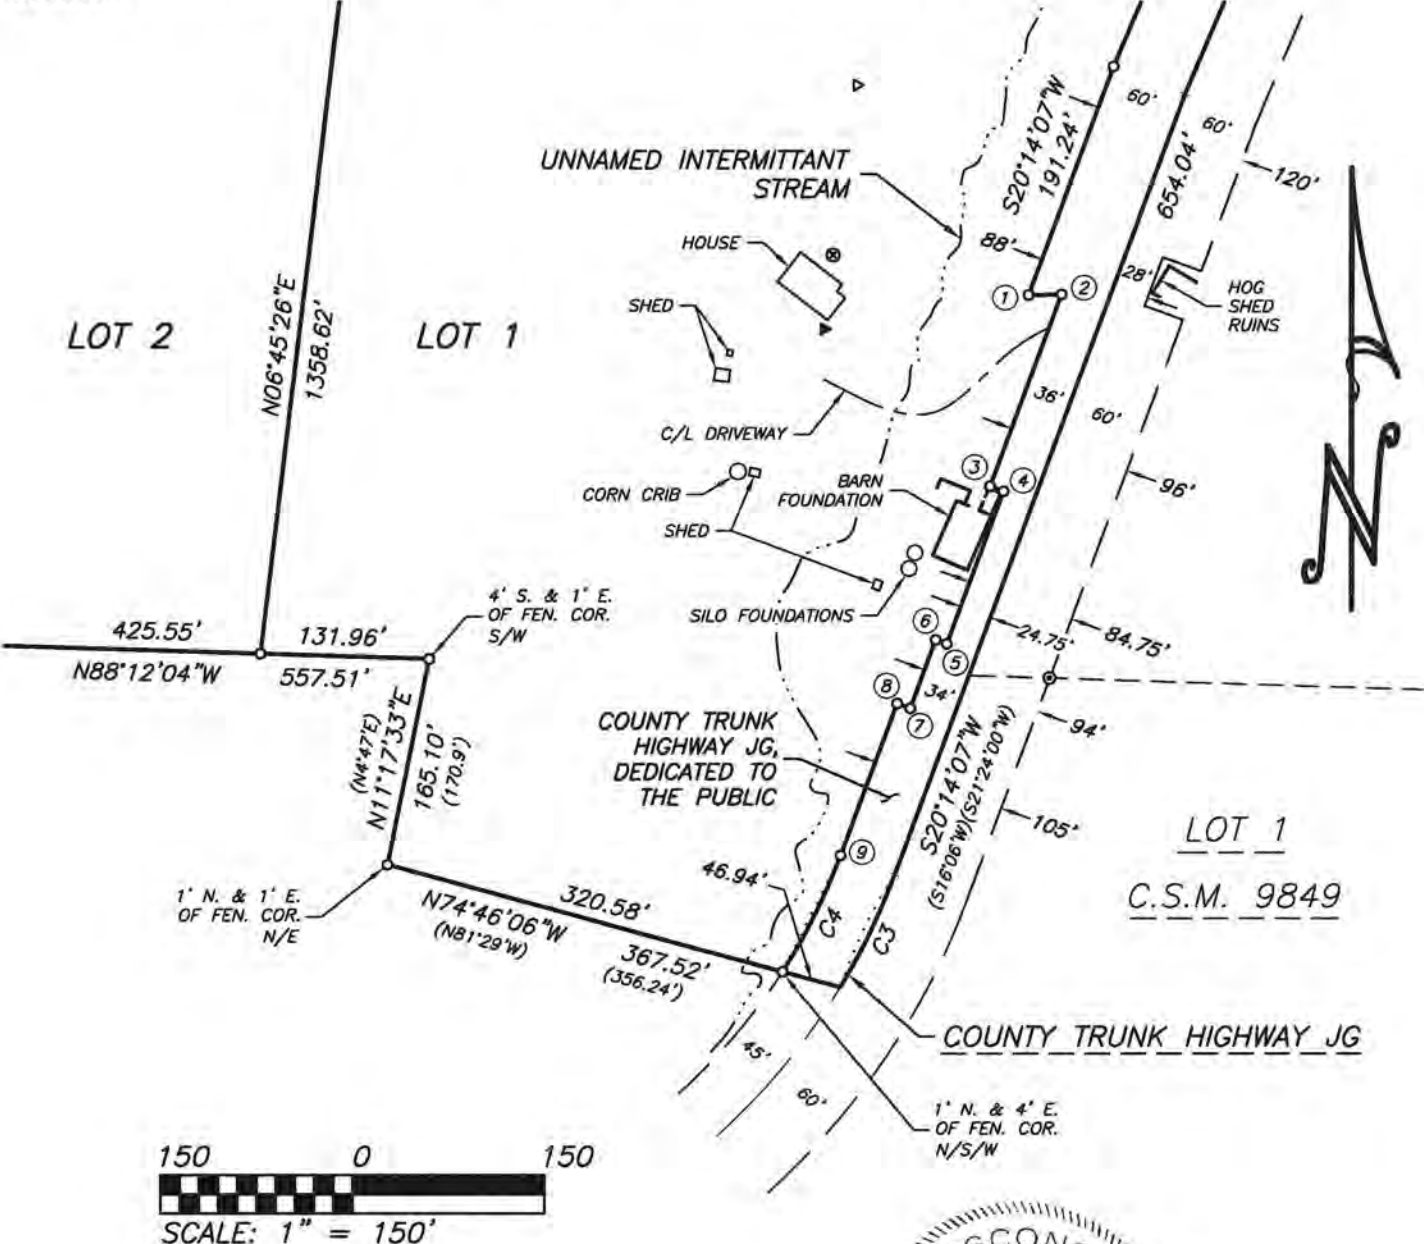 S20°14'07"W
191.24'
60'
60'
654.04'
120'
UNNAMED INTERMITTANT
STREAM
88'
HOUSE
1
2
28'
HOG
SHED
RUINS
SHED
N06°45'26"E
1358.62'
LOT 2
LOT 1
C/L DRIVEWAY
36'
60'
CORN CRIB
BARN
FOUNDATION
3
4
96'
SHED
SILO FOUNDATIONS
4' S. & 1' E.
OF FEN. COR.
S/W
425.55'
131.96'
N88°12'04"W
557.51'
6
5
24.75'
84.75'
8
34'
7
94'
COUNTY TRUNK
HIGHWAY JG,
DEDICATED TO
THE PUBLIC
(N4°47'E)
N11°17'33"E
165.10'
(170.9')
S20°14'07"W
(S16°06'W)(S21°24'00"W)
105'
LOT 1
C.S.M. 9849
9
46.94'
C4
C3
1' N. & 1' E.
OF FEN. COR.
N/E
320.58'
N74°46'06"W
(N81°29'W)
367.52'
(356.24')
COUNTY TRUNK HIGHWAY JG
45'
60'
1' N. & 4' E.
OF FEN. COR.
N/S/W
N
150 0 150
SCALE: 1" = 150'